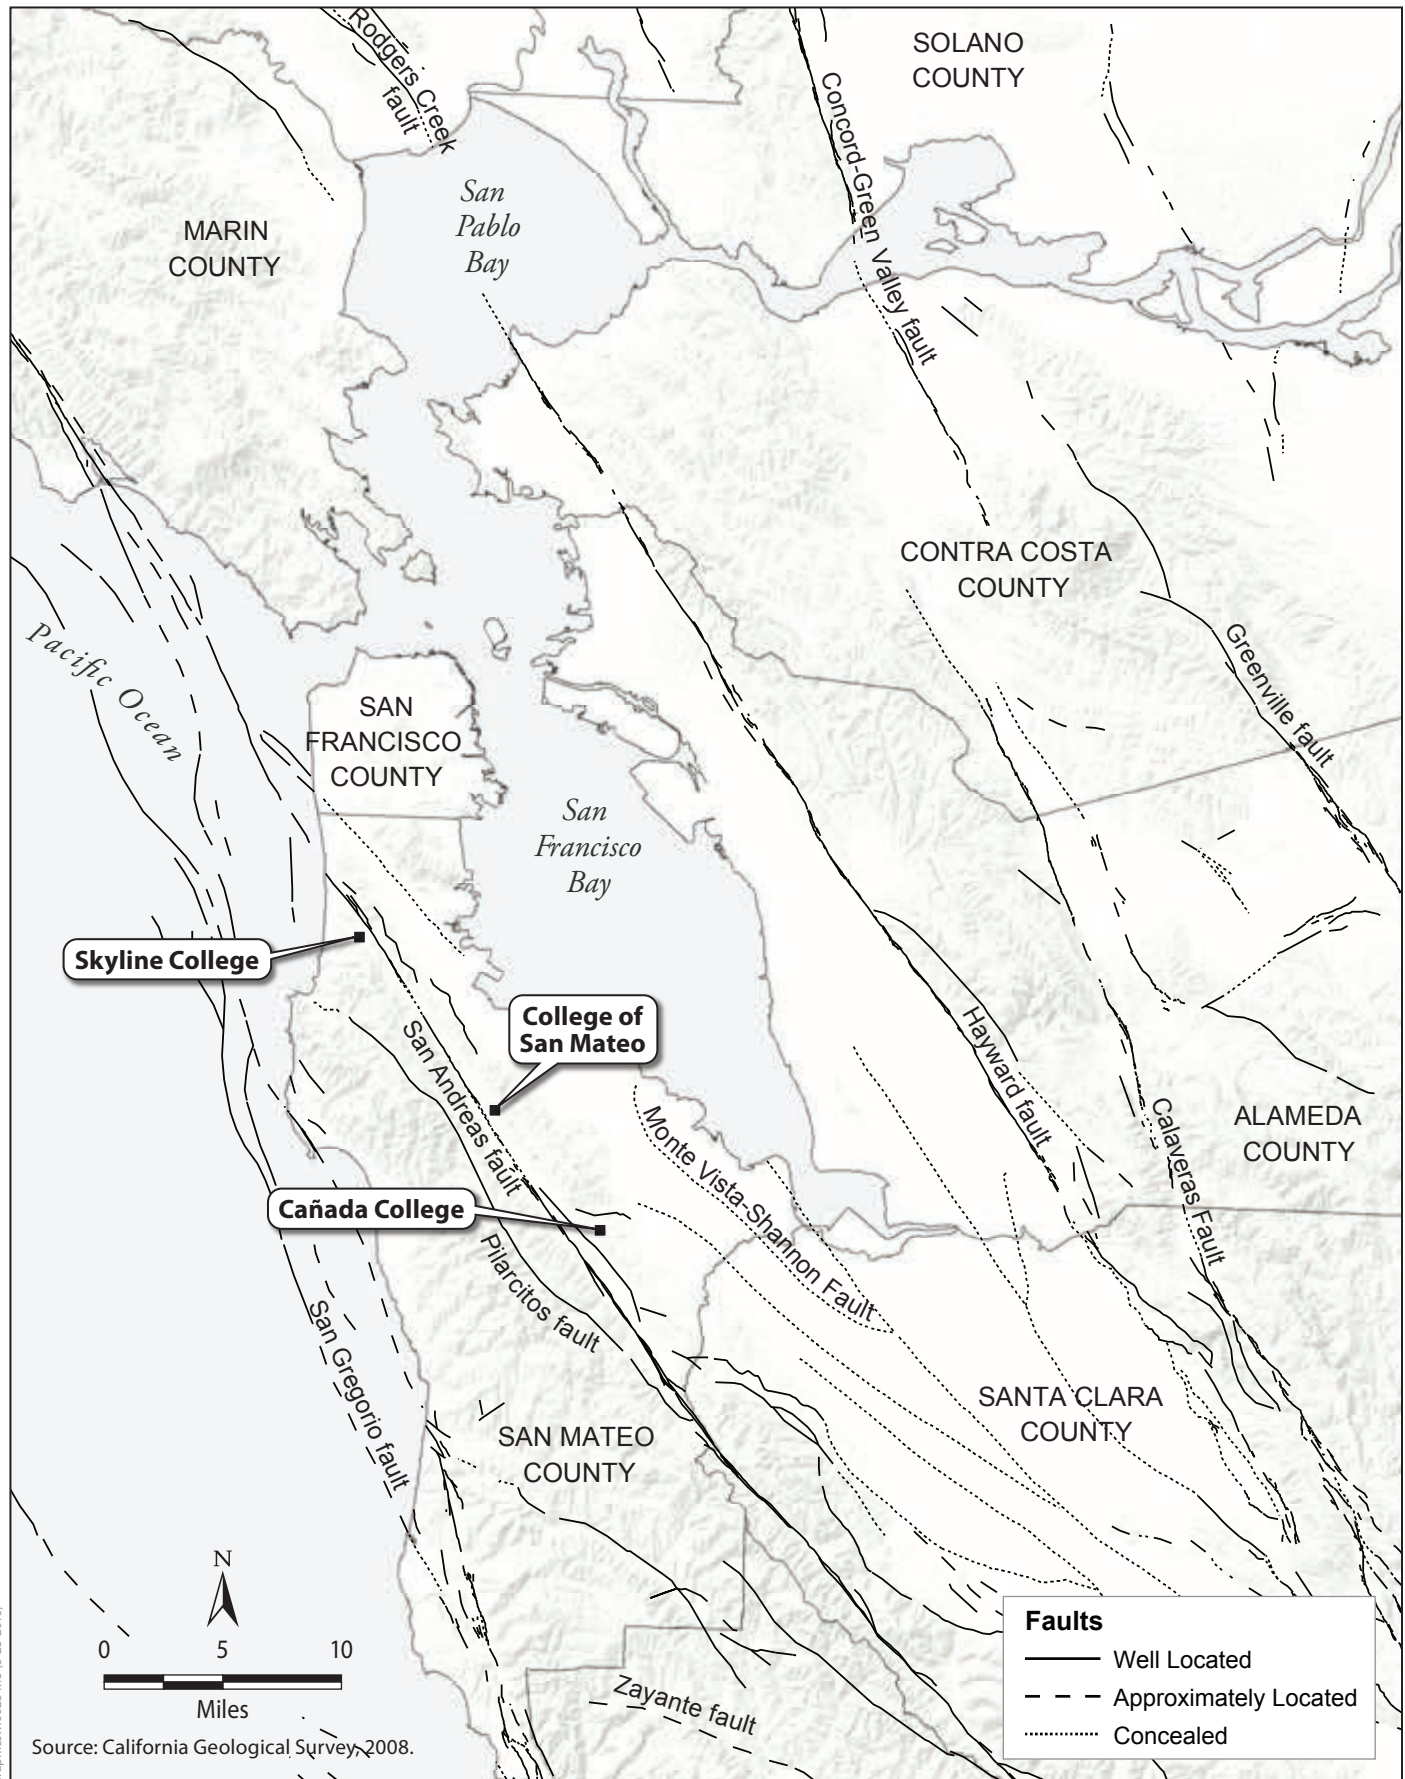 Rodgers Creek
fault
SOLANO
COUNTY
Concord-Green Valley fault
San
Pablo
Bay
MARIN
COUNTY
CONTRA COSTA
COUNTY
Pacific Ocean
Greenville fault
SAN
FRANCISCO
COUNTY
San
Francisco
Bay
Skyline College
College of
San Mateo
San Andreas fault
Hayward fault
Monte Vista-Shannon Fault
Calaveras Fault
ALAMEDA
COUNTY
Cañada College
Pilarcitos fault
San Gregorio fault
SANTA CLARA
COUNTY
SAN MATEO
COUNTY
N
0 5 10
Miles
Zayante fault
Source: California Geological Survey, 2008.
Faults
Well Located
Approximately Located
Concealed